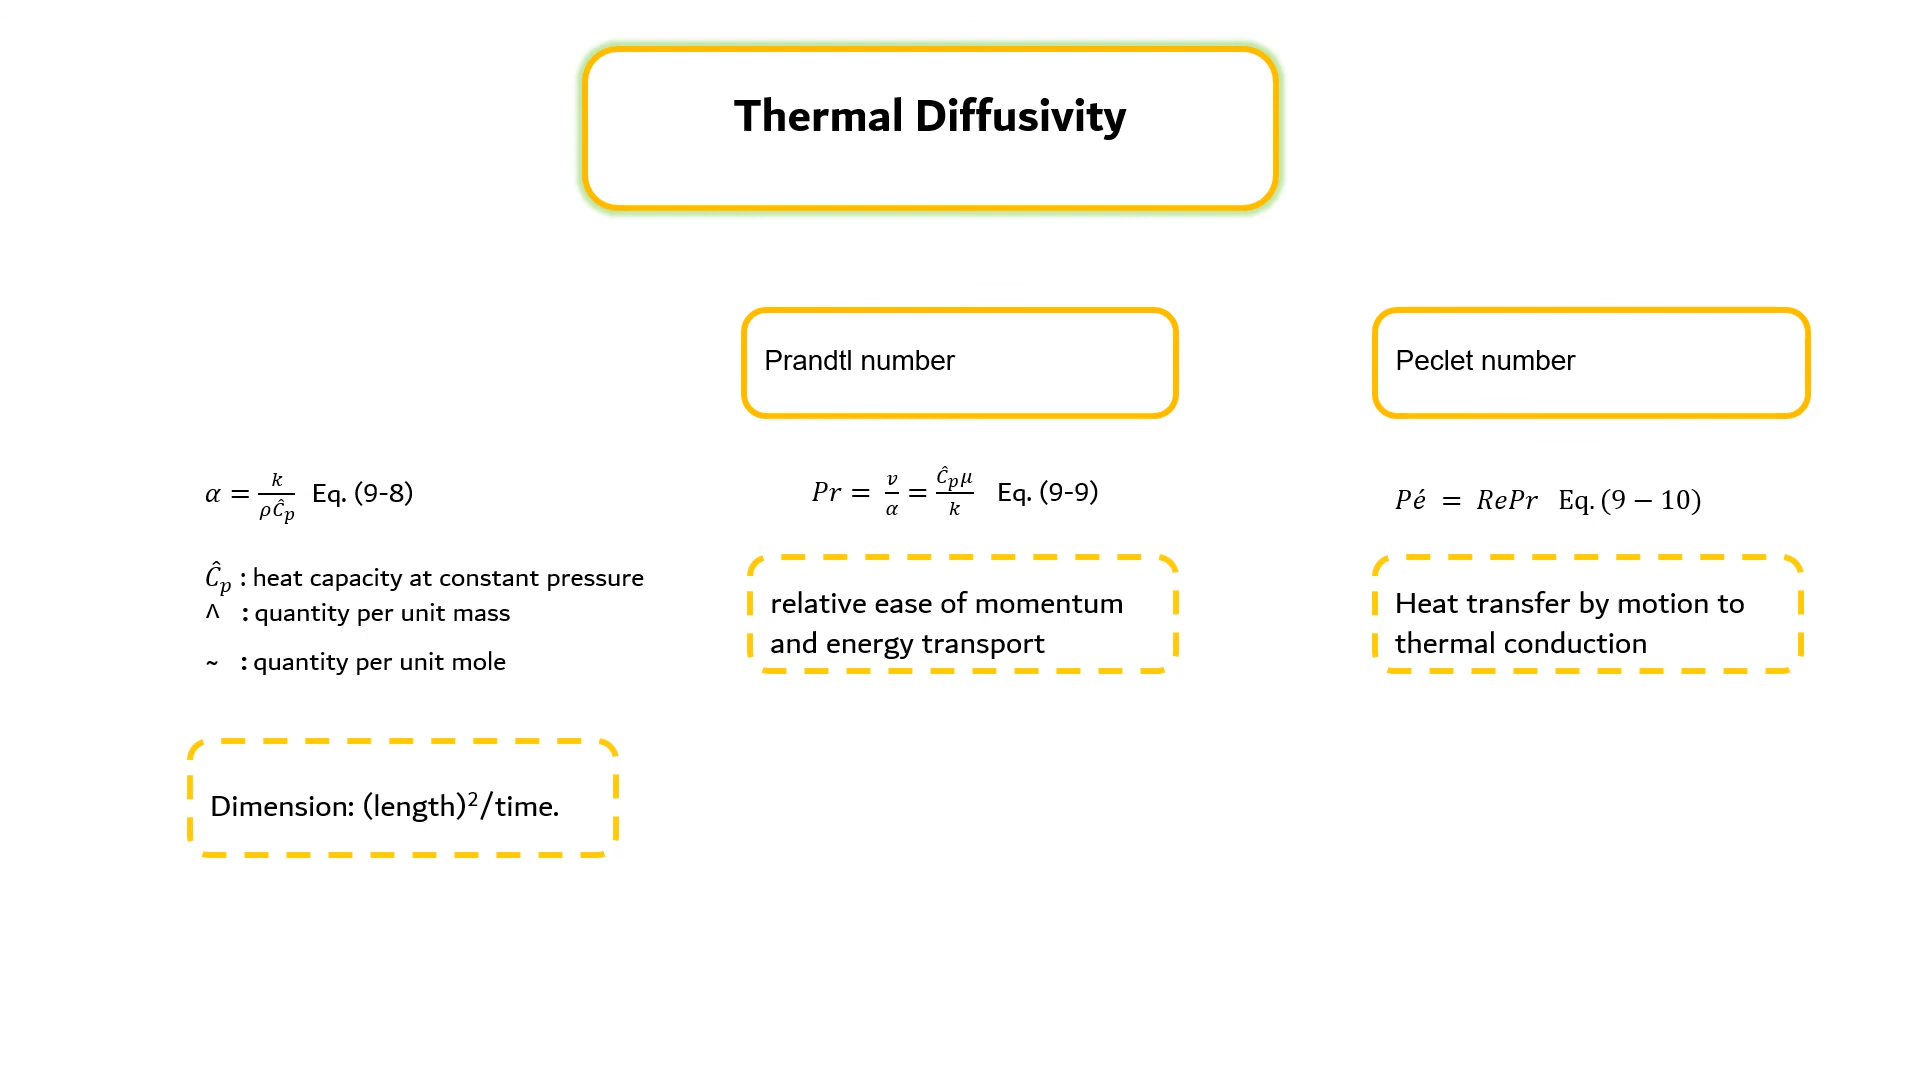 Thermal Diffusivity
Prandtl number
Peclet number
α = k/ρĈₚ Eq. (9-8)
Pr = v/α = Ĉₚμ/k Eq. (9-9)
Pé = RePr Eq. (9 − 10)
Ĉₚ : heat capacity at constant pressure
^ : quantity per unit mass
~ : quantity per unit mole
relative ease of momentum
and energy transport
Heat transfer by motion to
thermal conduction
Dimension: (length)²/time.